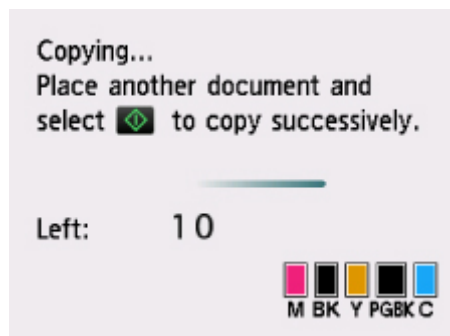 Copying...
Place another document and
select to copy successively.
Left: 10
M BK Y PGBK C